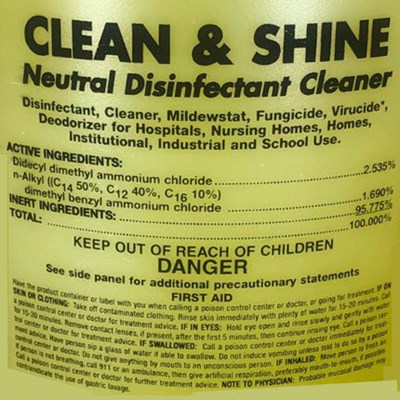 CLEAN & SHINE
Neutral Disinfectant Cleaner
Disinfectant, Cleaner, Mildewstat, Fungicide, Virucide*,
Deodorizer for Hospitals, Nursing Homes, Homes,
Institutional, Industrial and School Use.
ACTIVE INGREDIENTS:
Didecyl dimethyl ammonium chloride 2.535%
n-Alkyl ((C14 50%, C12 40%, C16 10%)
dimethyl benzyl ammonium chloride 1.690%
INERT INGREDIENTS: 95.775%
TOTAL: 100.000%
KEEP OUT OF REACH OF CHILDREN
DANGER
See side panel for additional precautionary statements
FIRST AID
Have the product container or label with you when calling a poison control center or doctor, or going for treatment. IF ON
SKIN OR CLOTHING: Take off contaminated clothing. Rinse skin immediately with plenty of water for 15-20 minutes. Call
a poison control center or doctor for treatment advice. IF IN EYES: Hold eye open and rinse slowly and gently with water
for 15-20 minutes. Remove contact lenses, if present, after the first 5 minutes, then continue rinsing eye. Call a poison
center or doctor for treatment advice. IF SWALLOWED: Call a poison control center or doctor immediately for treat-
ment advice. Have person sip a glass of water if able to swallow. Do not induce vomiting unless told to do so by a poison
control center or doctor. Do not give anything by mouth to an unconscious person. IF INHALED: Move person to fresh air.
If person is not breathing, call 911 or an ambulance, then give artificial respiration, preferably mouth-to-mouth, if possible.
Call a poison control center or doctor for further treatment advice. NOTE TO PHYSICIAN: Probable mucosal damage may
contraindicate the use of gastric lavage.